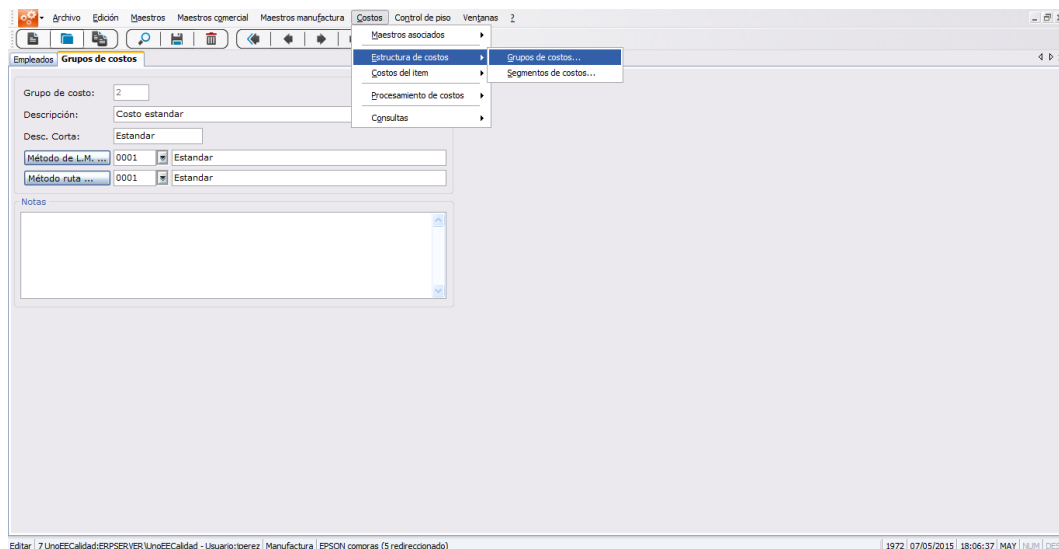 Archivo Edición Maestros Maestros comercial Maestros manufactura Costos Control de piso Ventanas ?
Maestros asociados
Empleados Grupos de costos
Estructura de costos Grupos de costos...
Costos del item Segmentos de costos...
Procesamiento de costos
Consultas
Grupo de costo: 2
Descripción: Costo estandar
Desc. Corta: Estandar
Método de L.M. ... 0001 Estandar
Método ruta ... 0001 Estandar
Notas
Editar 7 UnoEECalidad:ERPSERVER\UnoEECalidad - Usuario:jperez Manufactura EPSON compras (5 redireccionado) 1972 07/05/2015 18:06:37 MAY NUM DES